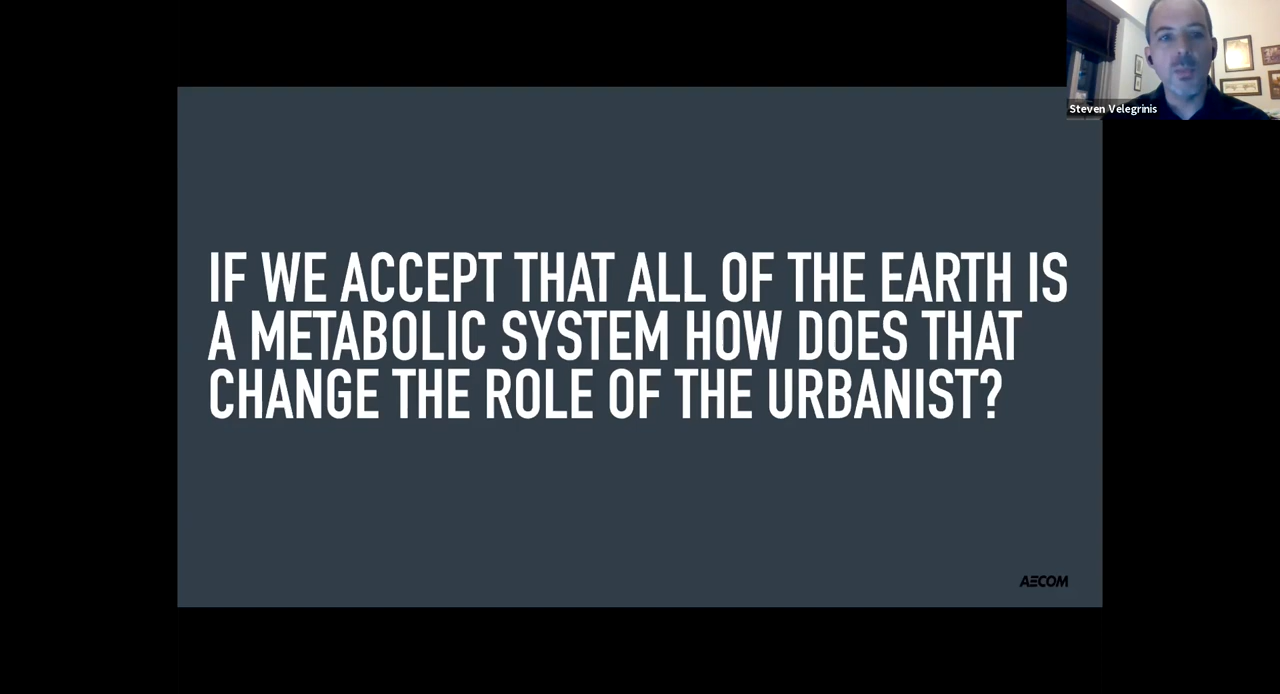 Steven Velegrinis
IF WE ACCEPT THAT ALL OF THE EARTH IS
A METABOLIC SYSTEM HOW DOES THAT
CHANGE THE ROLE OF THE URBANIST?
AECOM